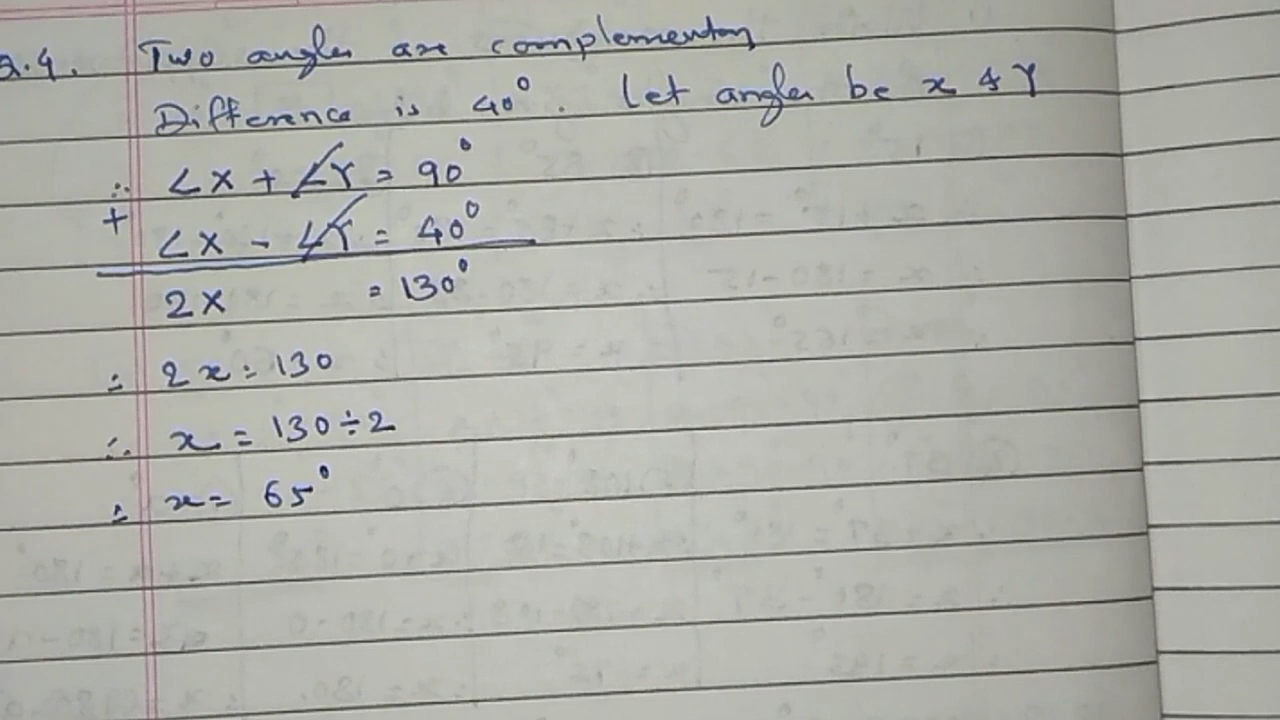 Q.4. Two angles are complementary
Difference is 40°. Let angles be x & Y
∴ ∠X + ∠Y = 90°
+ ∠X - ∠Y = 40°
2X = 130°
∴ 2x = 130
∴ x = 130 ÷ 2
∴ x = 65°